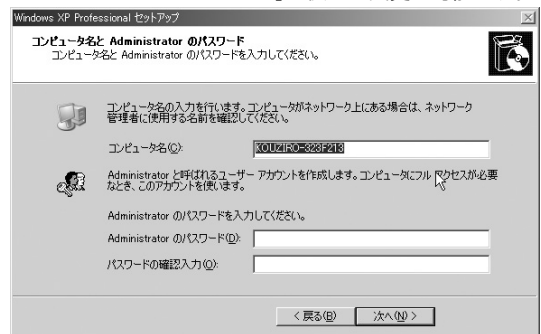 Windows XP Professional セットアップ
コンピュータ名と Administrator のパスワード
コンピュータ名と Administrator のパスワードを入力してください。
コンピュータ名の入力を行います。コンピュータがネットワーク上にある場合は、ネットワーク
管理者に使用する名前を確認してください。
コンピュータ名(C):
KOUZIRO-323F213
Administrator と呼ばれるユーザー アカウントを作成します。コンピュータにフル アクセスが必要
なとき、このアカウントを使います。
Administrator のパスワードを入力してください。
Administrator のパスワード(D):
パスワードの確認入力(O):
< 戻る(B)
次へ(N) >